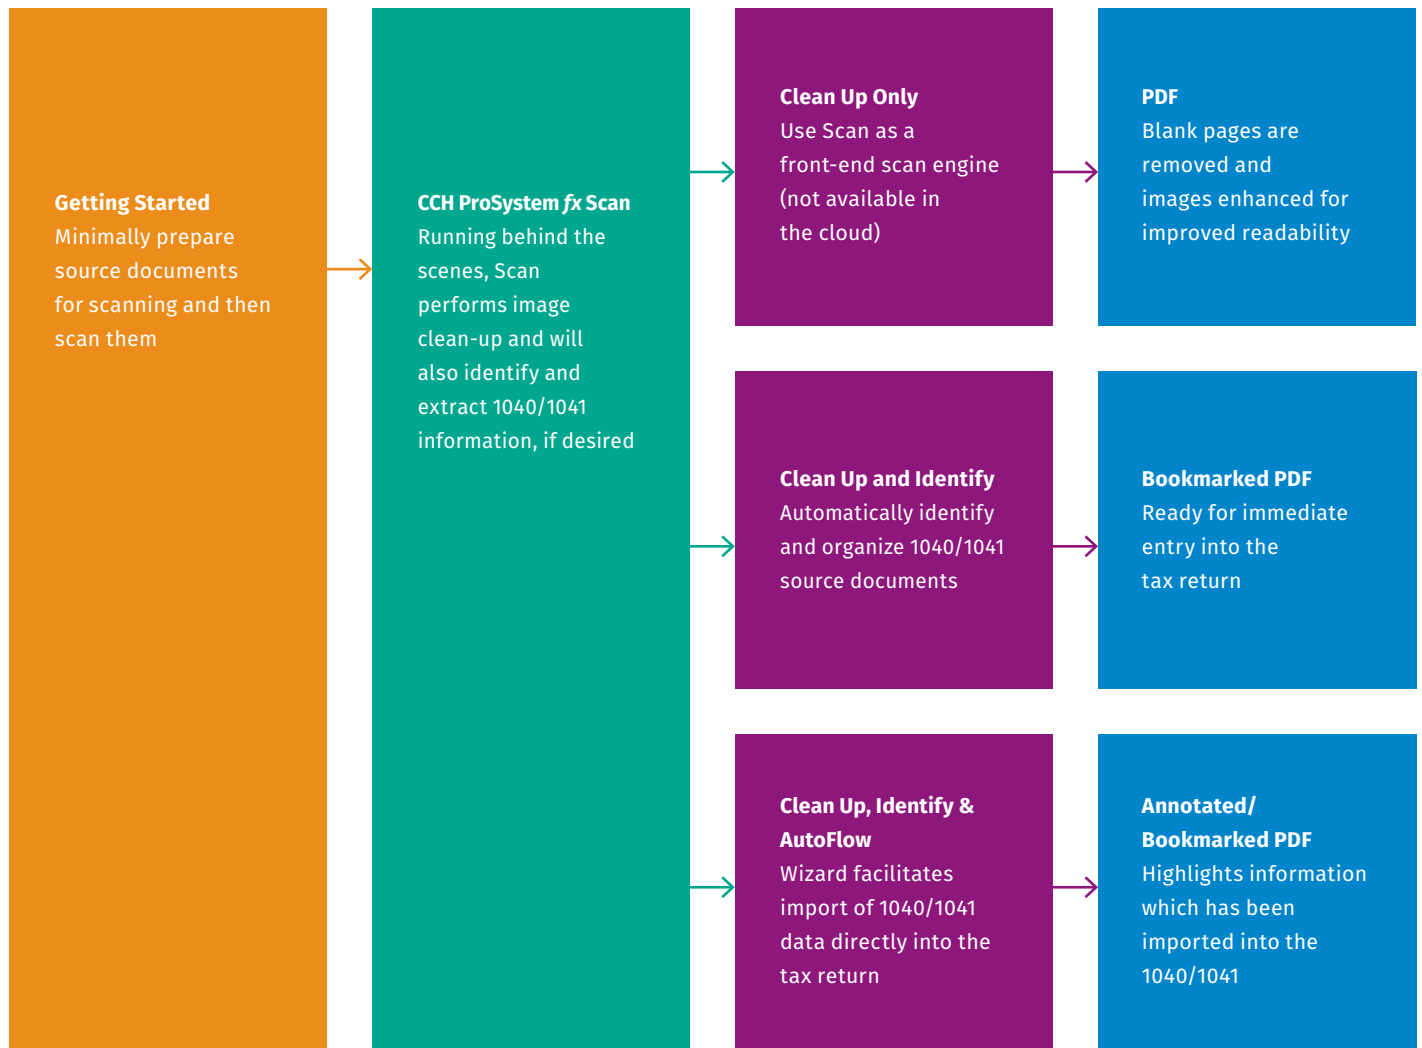 Getting Started
Minimally prepare
source documents
for scanning and then
scan them
CCH ProSystem fx Scan
Running behind the
scenes, Scan
performs image
clean-up and will
also identify and
extract 1040/1041
information, if desired
Clean Up Only
Use Scan as a
front-end scan engine
(not available in
the cloud)
PDF
Blank pages are
removed and
images enhanced for
improved readability
Clean Up and Identify
Automatically identify
and organize 1040/1041
source documents
Bookmarked PDF
Ready for immediate
entry into the
tax return
Clean Up, Identify &
AutoFlow
Wizard facilitates
import of 1040/1041
data directly into the
tax return
Annotated/
Bookmarked PDF
Highlights information
which has been
imported into the
1040/1041